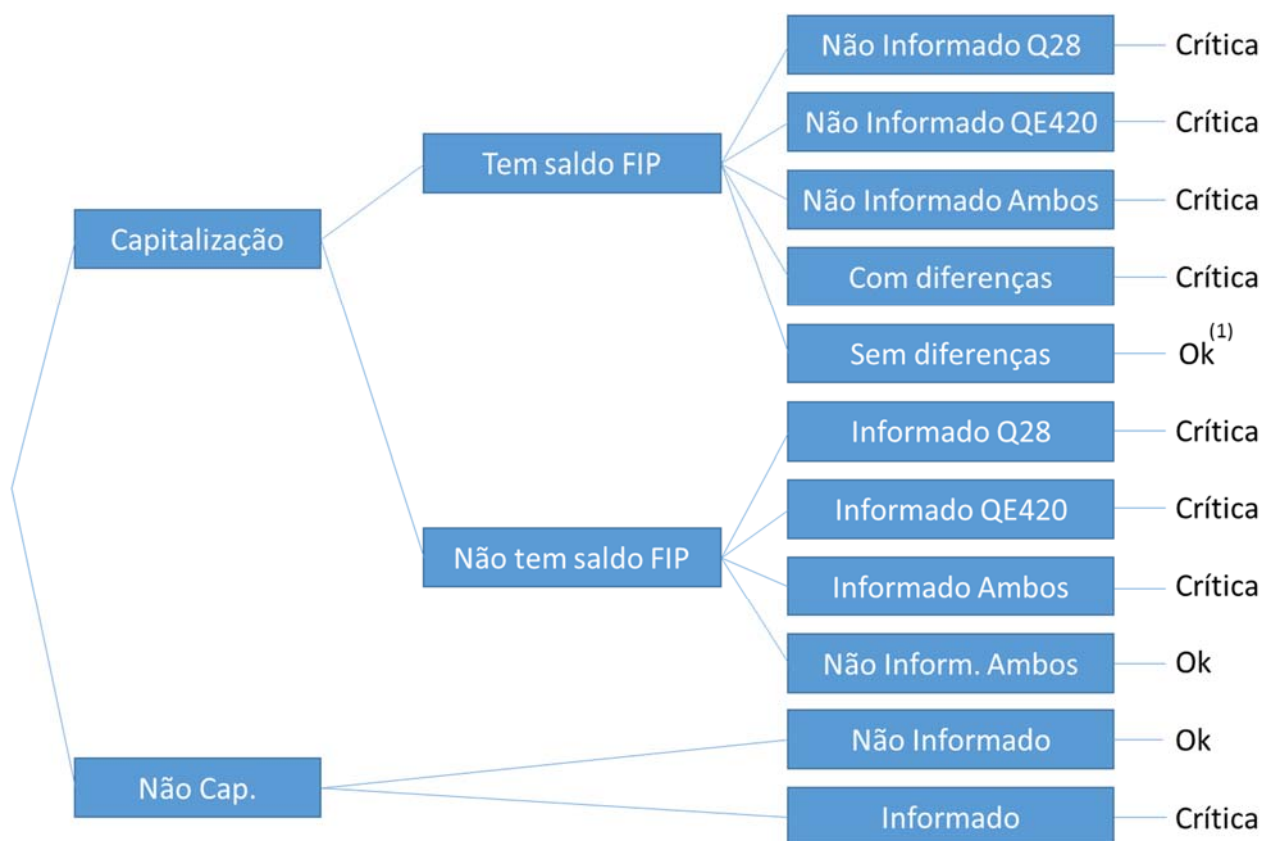 Não Informado Q28 Crítica
Não Informado QE420 Crítica
Tem saldo FIP
Não Informado Ambos Crítica
Capitalização
Com diferenças Crítica
Sem diferenças Ok(1)
Informado Q28 Crítica
Informado QE420 Crítica
Não tem saldo FIP
Informado Ambos Crítica
Não Inform. Ambos Ok
Não Informado Ok
Não Cap.
Informado Crítica